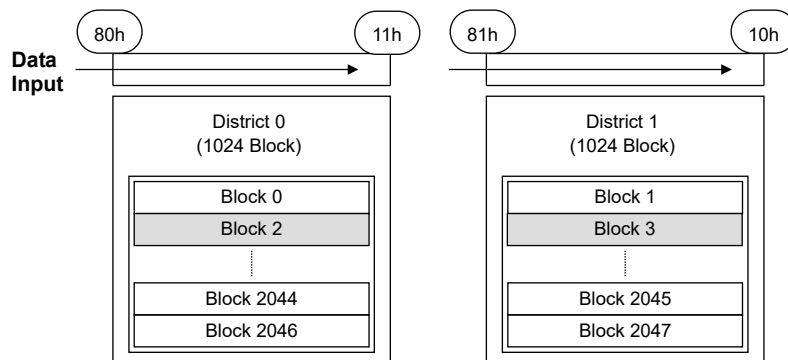 80h
11h
81h
10h
Data
Input
District 0
(1024 Block)
District 1
(1024 Block)
Block 0
Block 2
Block 2044
Block 2046
Block 1
Block 3
Block 2045
Block 2047